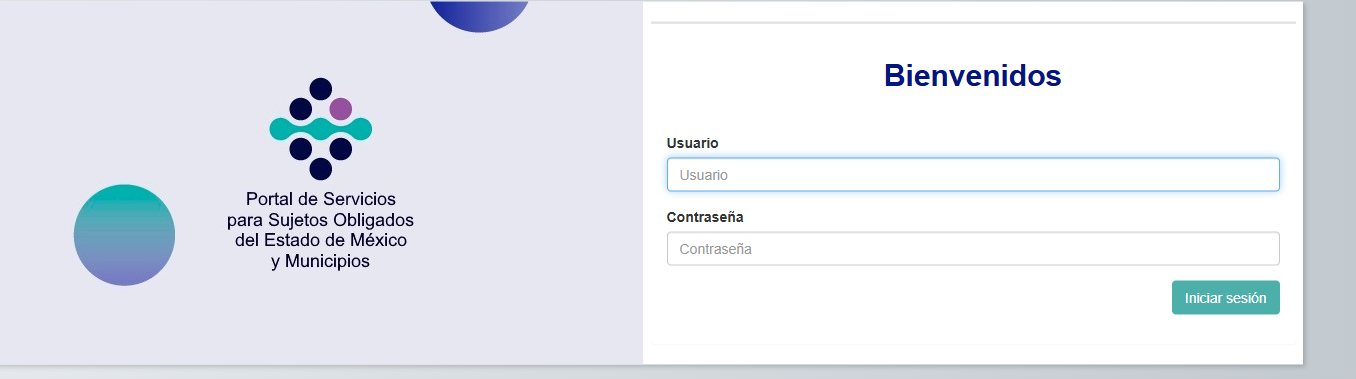 Portal de Servicios
para Sujetos Obligados
del Estado de México
y Municipios
Bienvenidos
Usuario
Usuario
Contraseña
Contraseña
Iniciar sesión